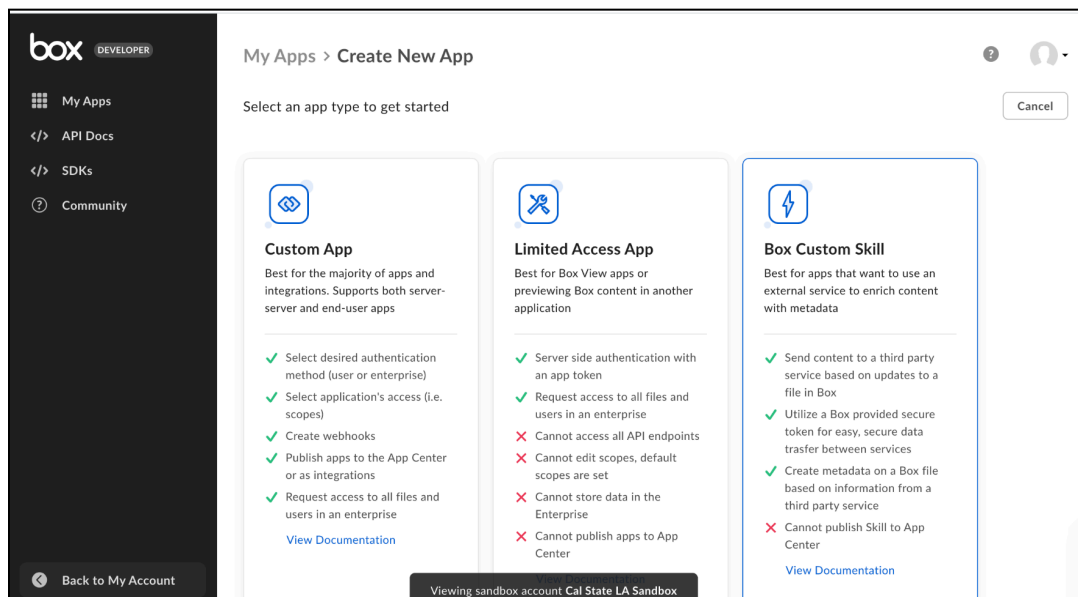 box DEVELOPER
My Apps
API Docs
SDKs
Community
Back to My Account
My Apps > Create New App
Select an app type to get started
Cancel
Custom App
Best for the majority of apps and
integrations. Supports both server-
server and end-user apps
Select desired authentication
method (user or enterprise)
Select application's access (i.e.
scopes)
Create webhooks
Publish apps to the App Center
or as integrations
Request access to all files and
users in an enterprise
View Documentation
Limited Access App
Best for Box View apps or
previewing Box content in another
application
Server side authentication with
an app token
Request access to all files and
users in an enterprise
Cannot access all API endpoints
Cannot edit scopes, default
scopes are set
Cannot store data in the
Enterprise
Cannot publish apps to App
Center
View Documentation
Box Custom Skill
Best for apps that want to use an
external service to enrich content
with metadata
Send content to a third party
service based on updates to a
file in Box
Utilize a Box provided secure
token for easy, secure data
trasfer between services
Create metadata on a Box file
based on information from a
third party service
Cannot publish Skill to App
Center
View Documentation
Viewing sandbox account Cal State LA Sandbox